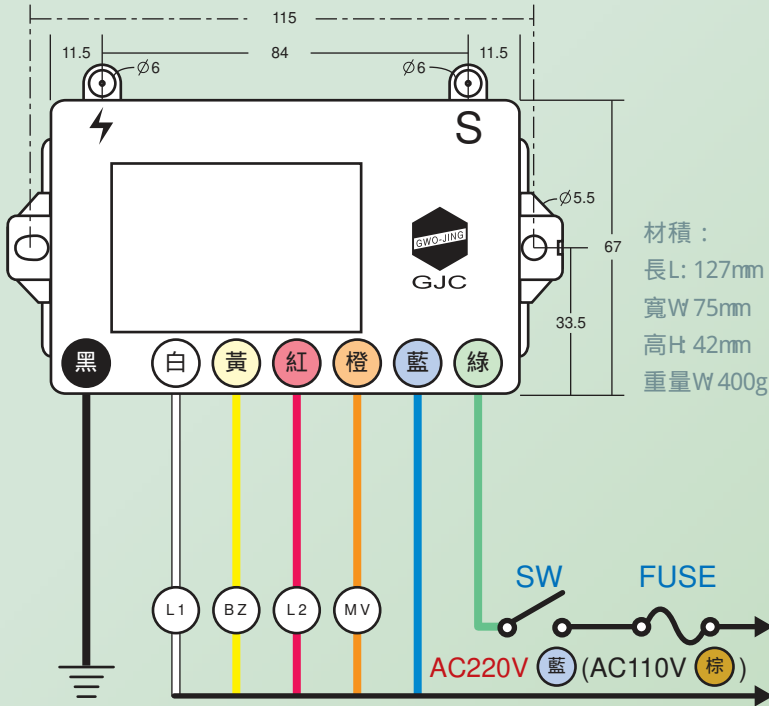 115
11.5 84 11.5
Ø6 Ø6
S
Ø5.5
GWO-JING
GJC
67
33.5
材積：
長L: 127mm
寬W 75mm
高H: 42mm
重量W 400g
黑 白 黃 紅 橙 藍 綠
L1 BZ L2 MV
SW FUSE
AC220V 藍 (AC110V 棕 )